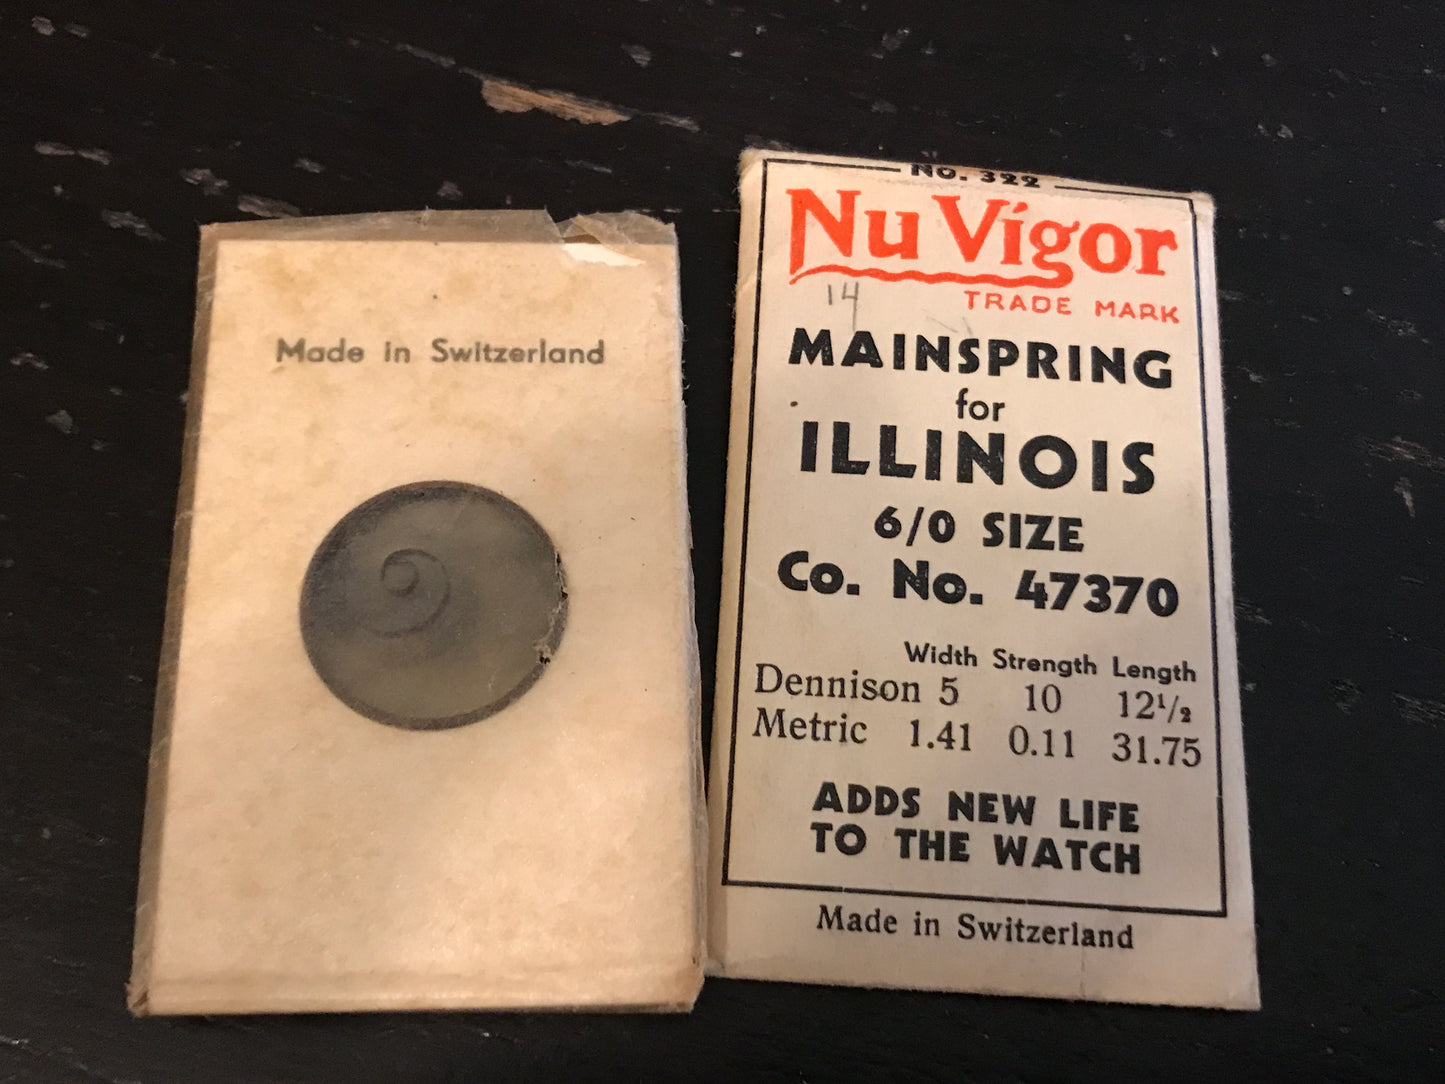 Made in Switzerland
No. 322
Nu Vigor
14
TRADE MARK
MAINSPRING
for
ILLINOIS
6/0 SIZE
Co. No. 47370
Width Strength Length
Dennison 5 10 12½
Metric 1.41 0.11 31.75
ADDS NEW LIFE
TO THE WATCH
Made in Switzerland